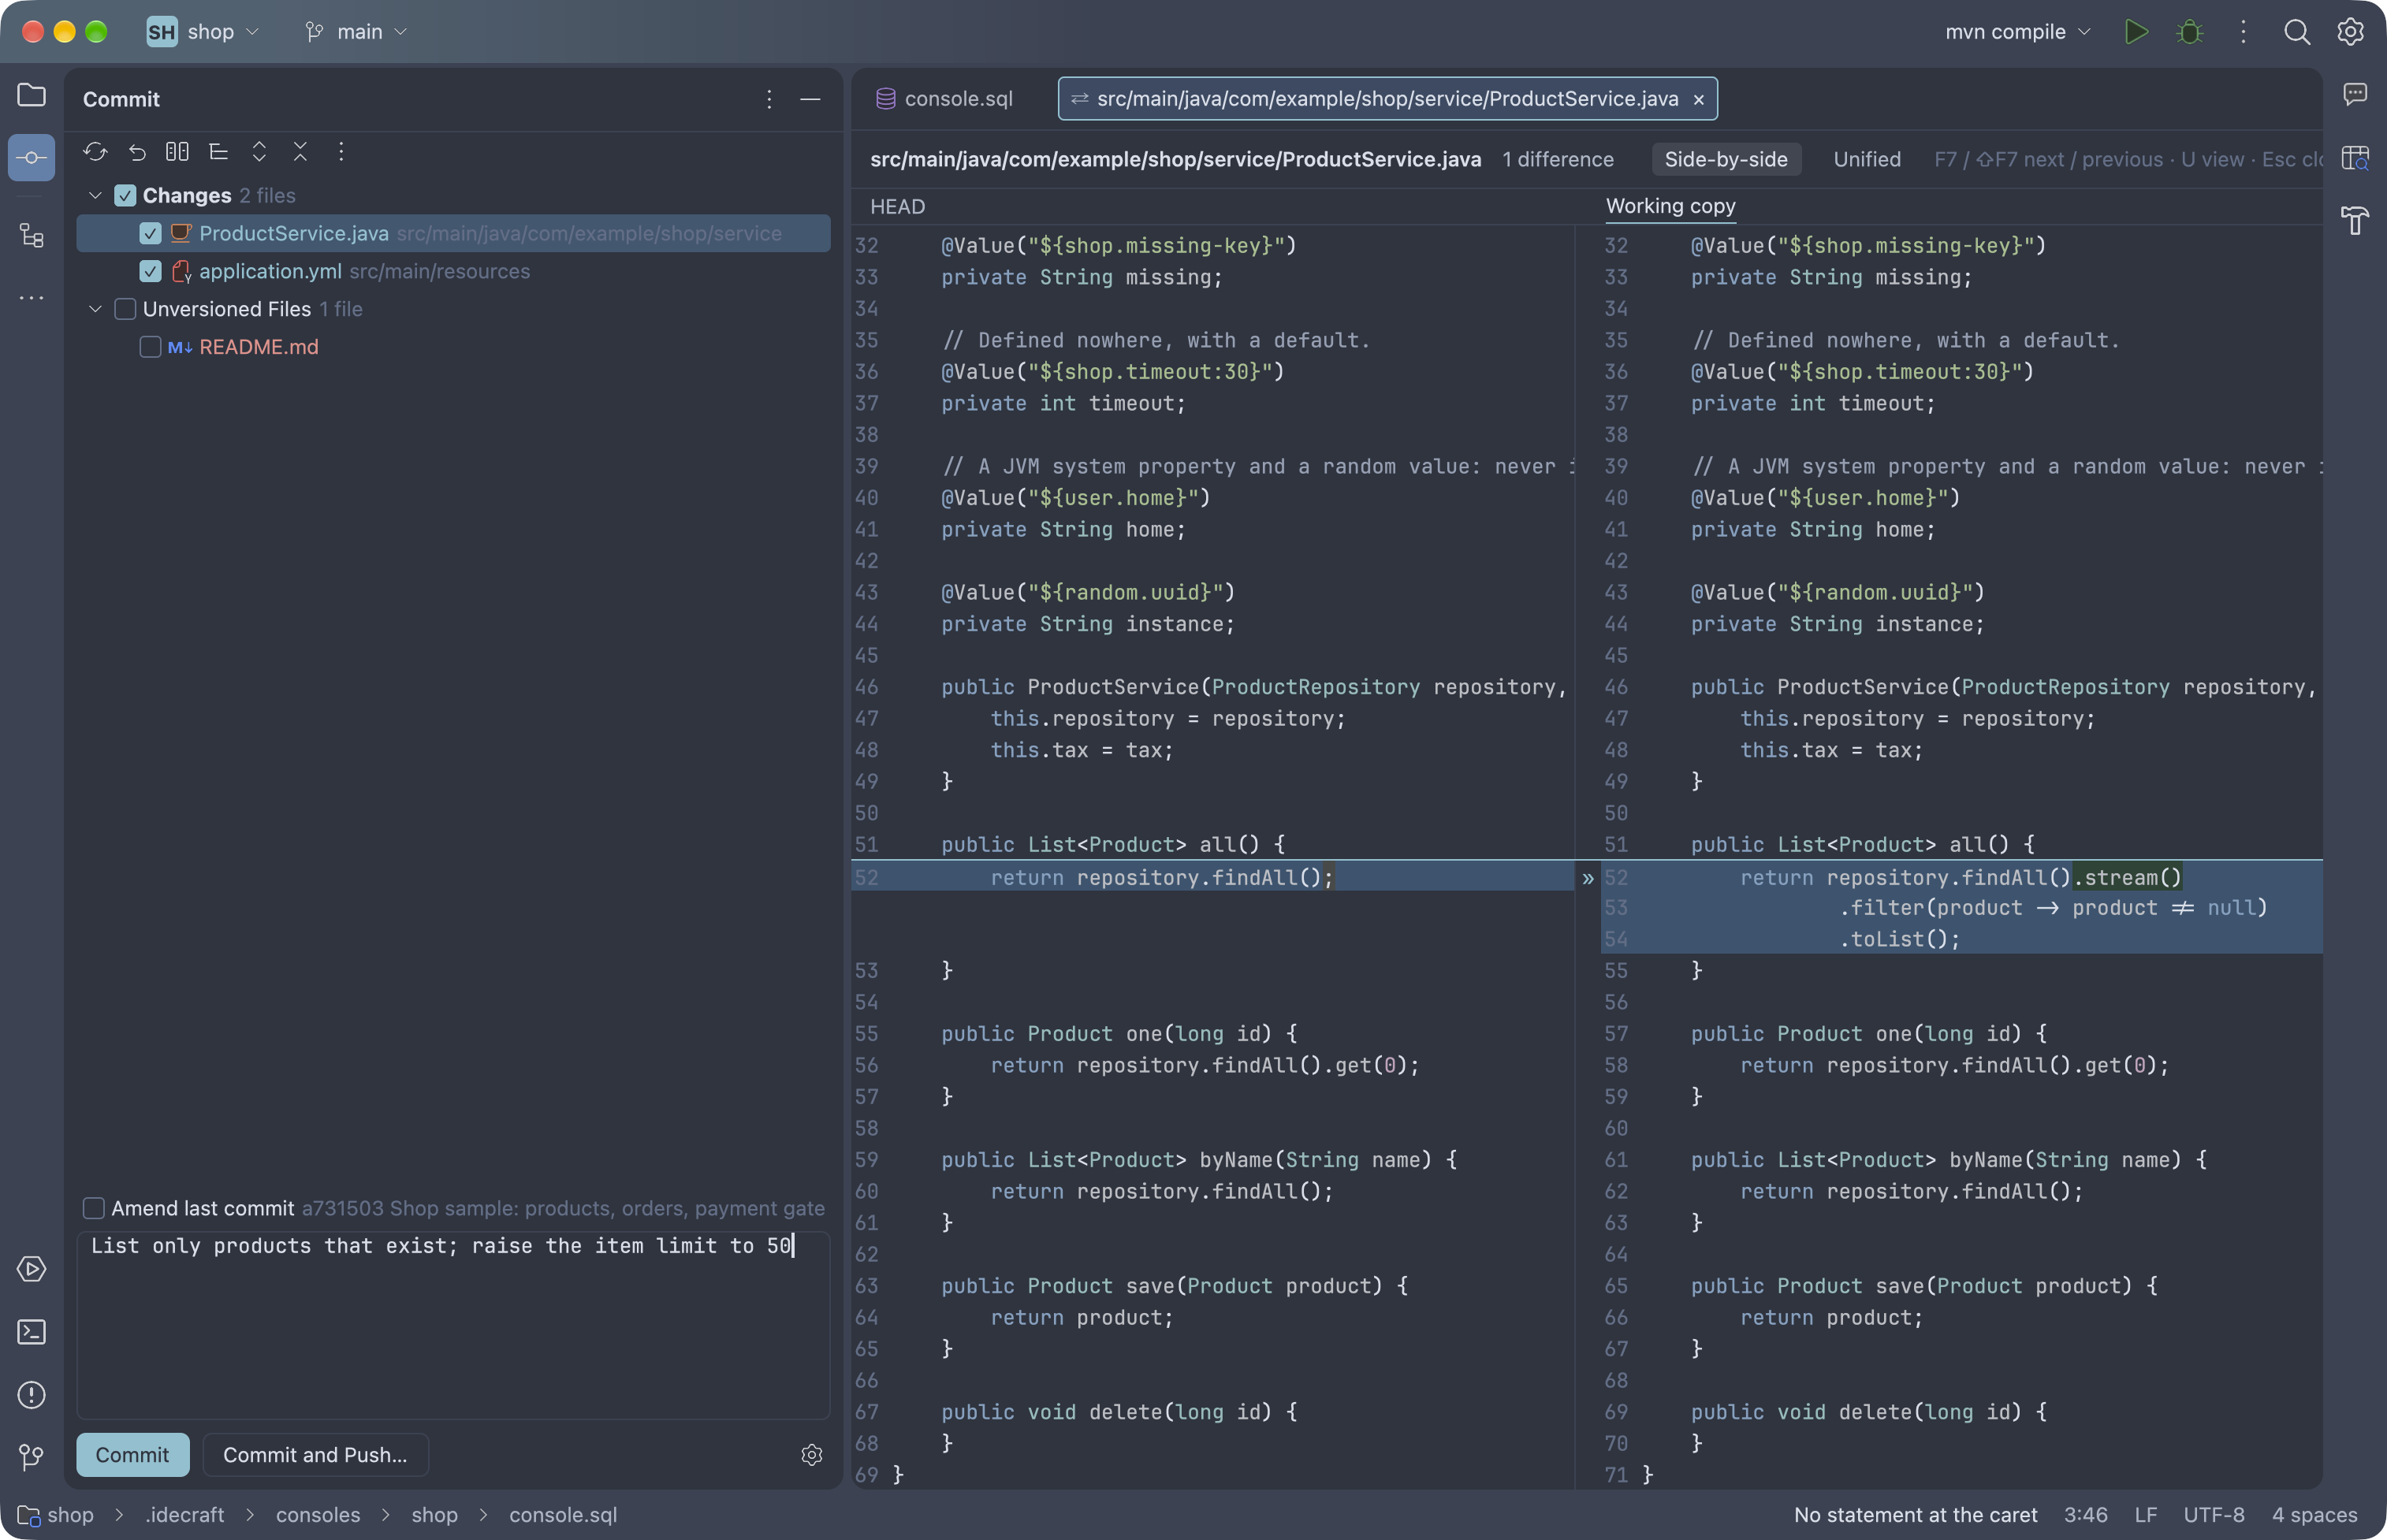 SH shop main mvn compile
Commit
Changes 2 files
ProductService.java src/main/java/com/example/shop/service
application.yml src/main/resources
Unversioned Files 1 file
M↓ README.md
Amend last commit a731503 Shop sample: products, orders, payment gate
List only products that exist; raise the item limit to 50
Commit Commit and Push...
console.sql src/main/java/com/example/shop/service/ProductService.java ×
src/main/java/com/example/shop/service/ProductService.java 1 difference Side-by-side Unified F7 / ⇧F7 next / previous · U view · Esc clo
HEAD
32 @Value("${shop.missing-key}")
33 private String missing;
34
35 // Defined nowhere, with a default.
36 @Value("${shop.timeout:30}")
37 private int timeout;
38
39 // A JVM system property and a random value: never i
40 @Value("${user.home}")
41 private String home;
42
43 @Value("${random.uuid}")
44 private String instance;
45
46 public ProductService(ProductRepository repository,
47 this.repository = repository;
48 this.tax = tax;
49 }
50
51 public List<Product> all() {
52 return repository.findAll();
53 }
54
55 public Product one(long id) {
56 return repository.findAll().get(0);
57 }
58
59 public List<Product> byName(String name) {
60 return repository.findAll();
61 }
62
63 public Product save(Product product) {
64 return product;
65 }
66
67 public void delete(long id) {
68 }
69 }
»
Working copy
32 @Value("${shop.missing-key}")
33 private String missing;
34
35 // Defined nowhere, with a default.
36 @Value("${shop.timeout:30}")
37 private int timeout;
38
39 // A JVM system property and a random value: never i
40 @Value("${user.home}")
41 private String home;
42
43 @Value("${random.uuid}")
44 private String instance;
45
46 public ProductService(ProductRepository repository,
47 this.repository = repository;
48 this.tax = tax;
49 }
50
51 public List<Product> all() {
52 return repository.findAll().stream()
53 .filter(product -> product != null)
54 .toList();
55 }
56
57 public Product one(long id) {
58 return repository.findAll().get(0);
59 }
60
61 public List<Product> byName(String name) {
62 return repository.findAll();
63 }
64
65 public Product save(Product product) {
66 return product;
67 }
68
69 public void delete(long id) {
70 }
71 }
shop > .idecraft > consoles > shop > console.sql
No statement at the caret 3:46 LF UTF-8 4 spaces